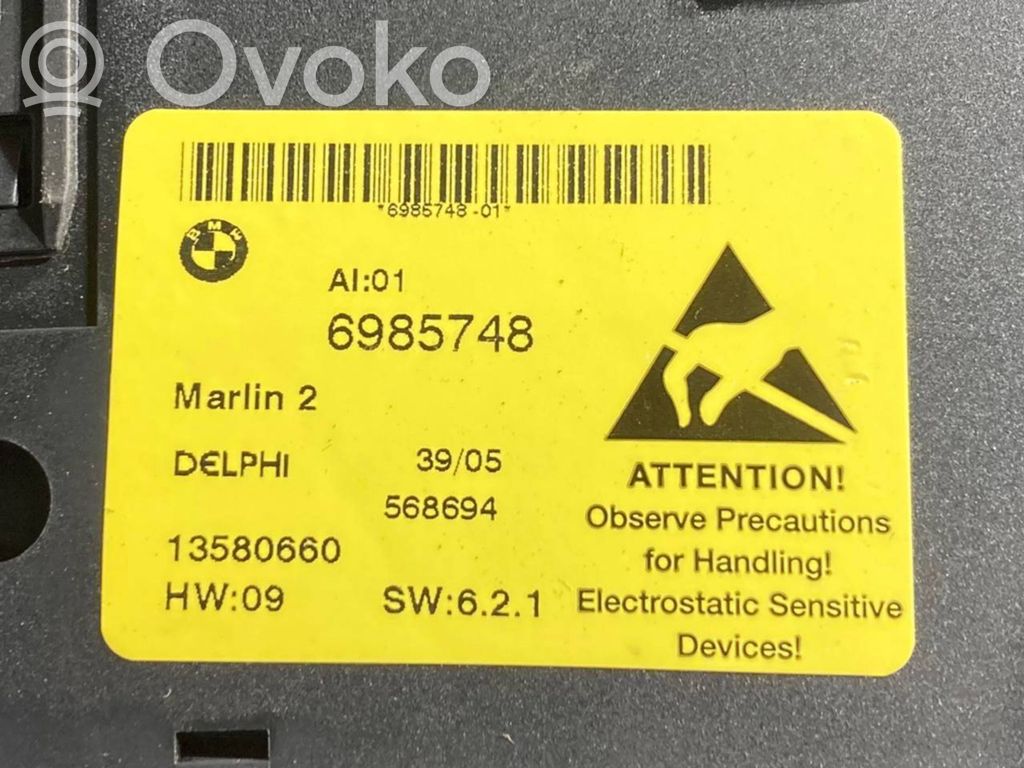 Ovoko
R
*6985748-01*
BMW
AI:01
6985748
Marlin 2
DELPHI 39/05
568694
13580660
HW:09 SW:6.2.1
ATTENTION!
Observe Precautions
for Handling!
Electrostatic Sensitive
Devices!